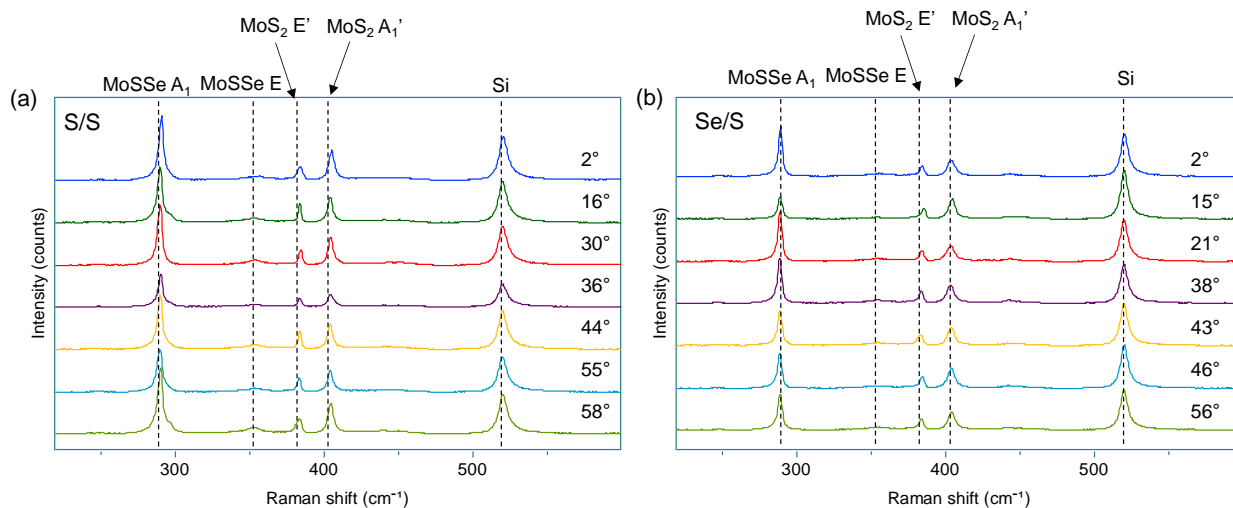 MoS₂ E’
MoS₂ A₁’
MoSSe A₁
MoSSe E
Si
(a)
S/S
2°
16°
30°
36°
44°
55°
58°
Intensity (counts)
300
400
500
Raman shift (cm⁻¹)
MoS₂ E’
MoS₂ A₁’
MoSSe A₁
MoSSe E
Si
(b)
Se/S
2°
15°
21°
38°
43°
46°
56°
Intensity (counts)
300
400
500
Raman shift (cm⁻¹)